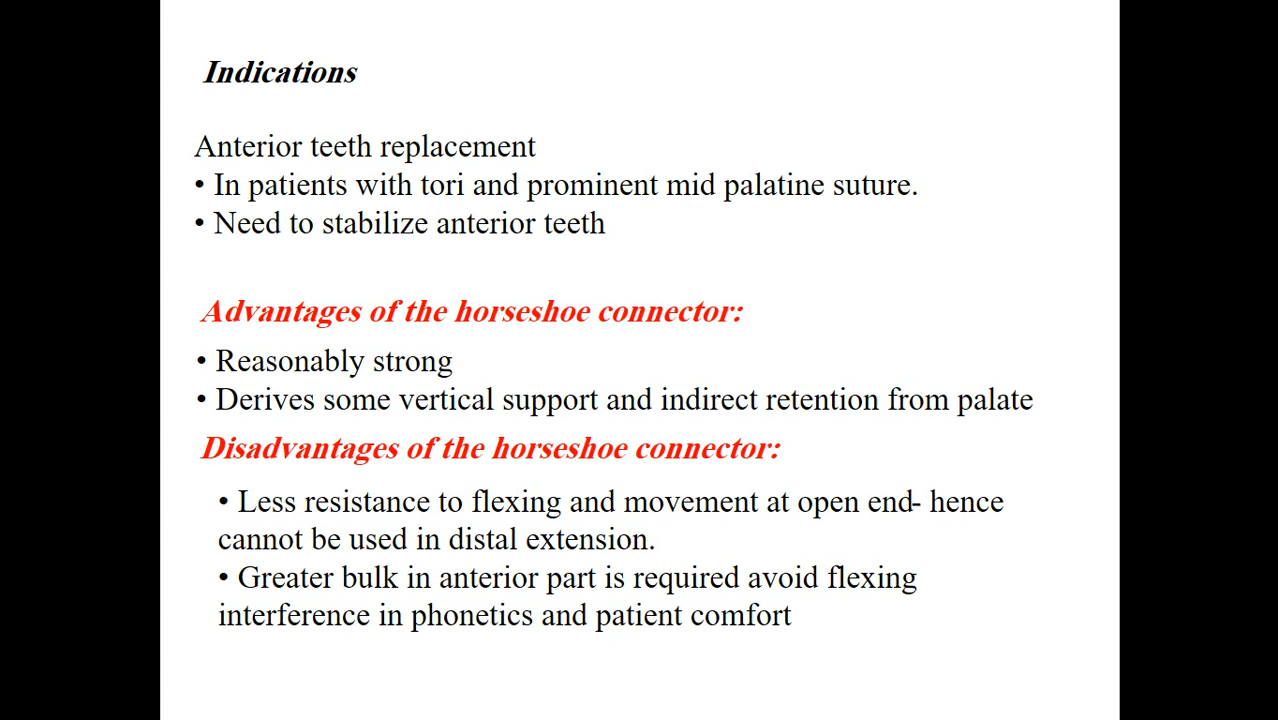 Indications
Anterior teeth replacement
• In patients with tori and prominent mid palatine suture.
• Need to stabilize anterior teeth
Advantages of the horseshoe connector:
• Reasonably strong
• Derives some vertical support and indirect retention from palate
Disadvantages of the horseshoe connector:
• Less resistance to flexing and movement at open end- hence
cannot be used in distal extension.
• Greater bulk in anterior part is required avoid flexing
interference in phonetics and patient comfort